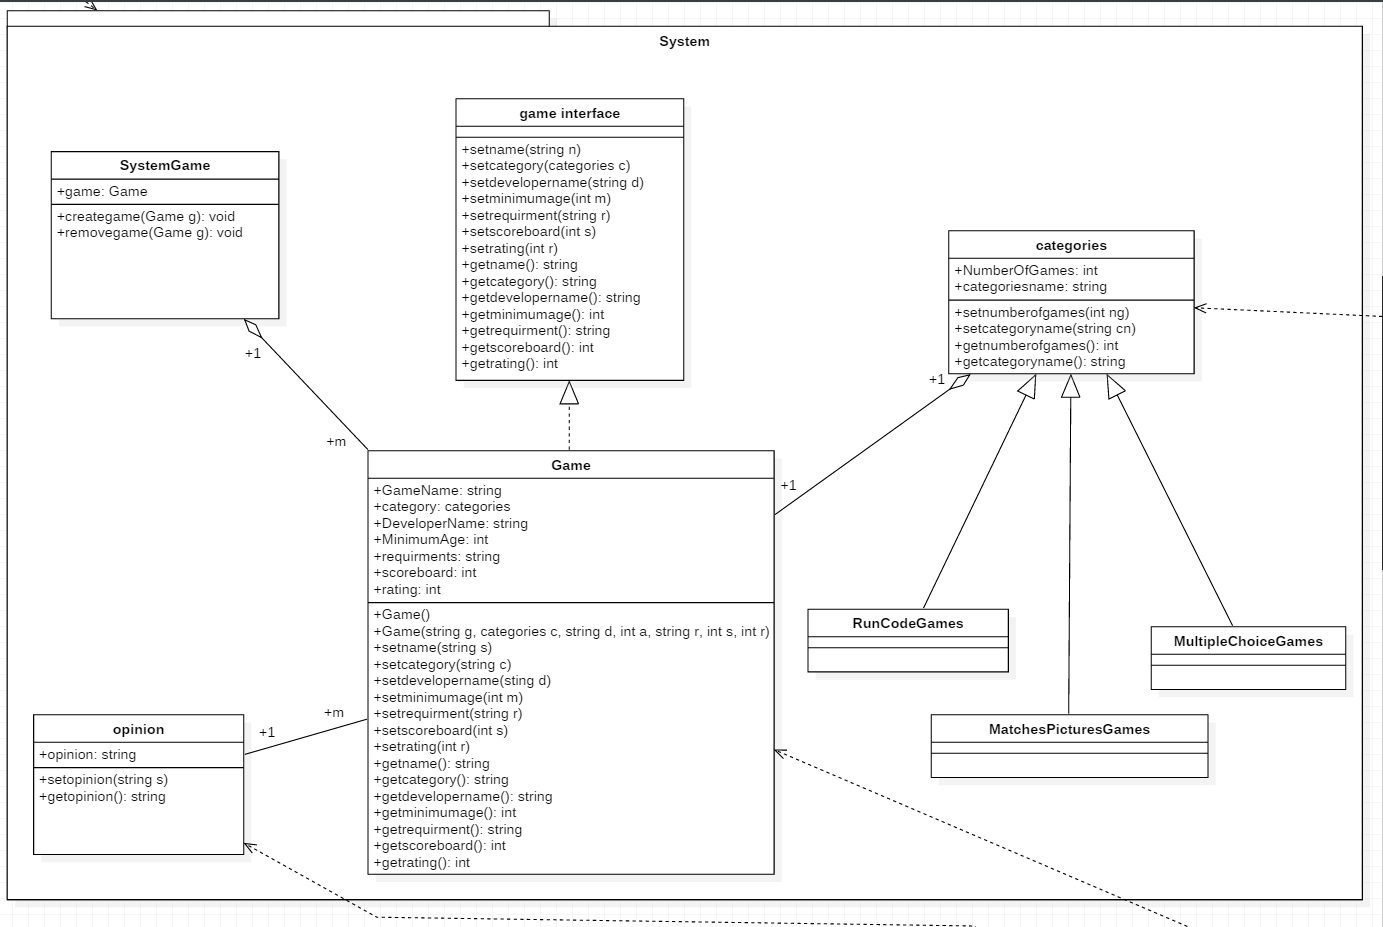 System
game interface
+setname(string n)
+setcategory(categories c)
+setdevelopername(string d)
+setminimumage(int m)
+setrequirment(string r)
+setscoreboard(int s)
+setrating(int r)
+getname(): string
+getcategory(): string
+getdevelopername(): string
+getminimumage(): int
+getrequirment(): string
+getscoreboard(): int
+getrating(): int
SystemGame
+game: Game
+creategame(Game g): void
+removegame(Game g): void
+1
+m
categories
+NumberOfGames: int
+categoriesname: string
+setnumberofgames(int ng)
+setcategoryname(string cn)
+getnumberofgames(): int
+getcategoryname(): string
+1
+1
Game
+GameName: string
+category: categories
+DeveloperName: string
+MinimumAge: int
+requirments: string
+scoreboard: int
+rating: int
+Game()
+Game(string g, categories c, string d, int a, string r, int s, int r)
+setname(string s)
+setcategory(string c)
+setdevelopername(sting d)
+setminimumage(int m)
+setrequirment(string r)
+setscoreboard(int s)
+setrating(int r)
+getname(): string
+getcategory(): string
+getdevelopername(): string
+getminimumage(): int
+getrequirment(): string
+getscoreboard(): int
+getrating(): int
RunCodeGames
MultipleChoiceGames
MatchesPicturesGames
+m
+1
opinion
+opinion: string
+setopinion(string s)
+getopinion(): string